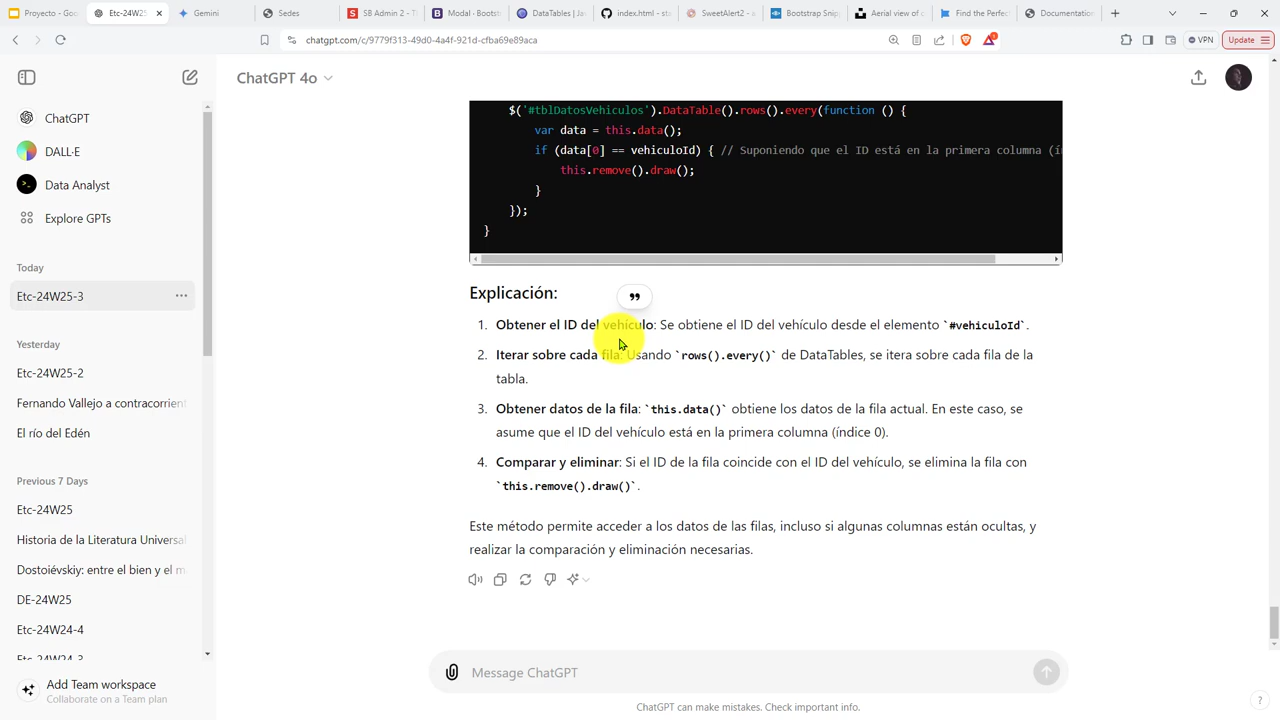 Proyecto - Goo
Etc-24W25
Gemini
Sedes
SB Admin 2 - Ti
Modal · Bootst
DataTables | Ja
index.html - sta
SweetAlert2 - a
Bootstrap Snip
Aerial view of c
Find the Perfec
Documentation
chatgpt.com/c/9779f313-49d0-4a4f-921d-cfba69e89aca
VPN
Update
ChatGPT 4o
ChatGPT
DALL·E
Data Analyst
Explore GPTs
Today
Etc-24W25-3
Yesterday
Etc-24W25-2
Fernando Vallejo a contracorrient
El río del Edén
Previous 7 Days
Etc-24W25
Historia de la Literatura Universa
Dostoiévskiy: entre el bien y el m
DE-24W25
Etc-24W24-4
Etc-24W24-3
Add Team workspace
Collaborate on a Team plan
$('#tblDatosVehiculos').DataTable().rows().every(function () {
var data = this.data();
if (data[0] == vehiculoId) { // Suponiendo que el ID está en la primera columna (ín
this.remove().draw();
}
});
}
Explicación:
1. Obtener el ID del vehículo: Se obtiene el ID del vehículo desde el elemento `#vehiculoId`.
2. Iterar sobre cada fila: Usando `rows().every()` de DataTables, se itera sobre cada fila de la
tabla.
3. Obtener datos de la fila: `this.data()` obtiene los datos de la fila actual. En este caso, se
asume que el ID del vehículo está en la primera columna (índice 0).
4. Comparar y eliminar: Si el ID de la fila coincide con el ID del vehículo, se elimina la fila con
`this.remove().draw()`.
Este método permite acceder a los datos de las filas, incluso si algunas columnas están ocultas, y
realizar la comparación y eliminación necesarias.
Message ChatGPT
ChatGPT can make mistakes. Check important info.
?